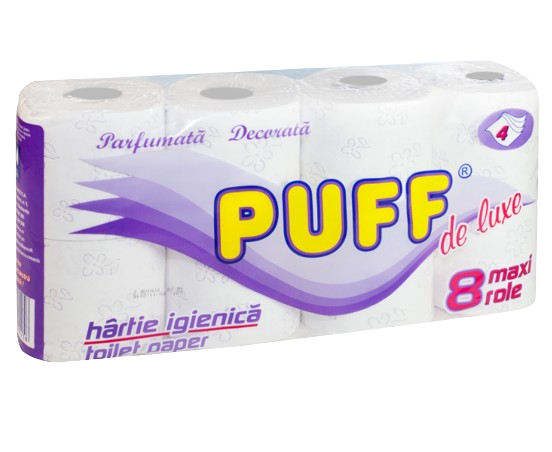 Parfumată Decorată
4
PUFF®
de luxe
8 maxi
role
hârtie igienică
toilet paper